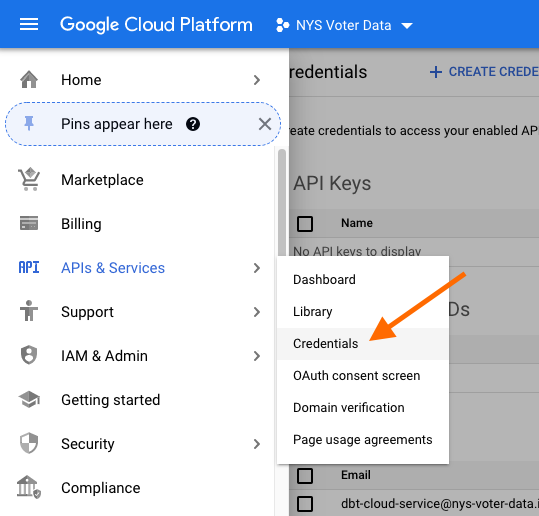 Google Cloud Platform
NYS Voter Data
Home
Pins appear here
Marketplace
Billing
API APIs & Services
Support
IAM & Admin
Getting started
Security
Compliance
Dashboard
Library
Credentials
OAuth consent screen
Domain verification
Page usage agreements
redentials
+ CREATE CREDE
eate credentials to access your enabled API
API Keys
Name
No API keys to display
Ds
Email
dbt-cloud-service@nys-voter-data.i